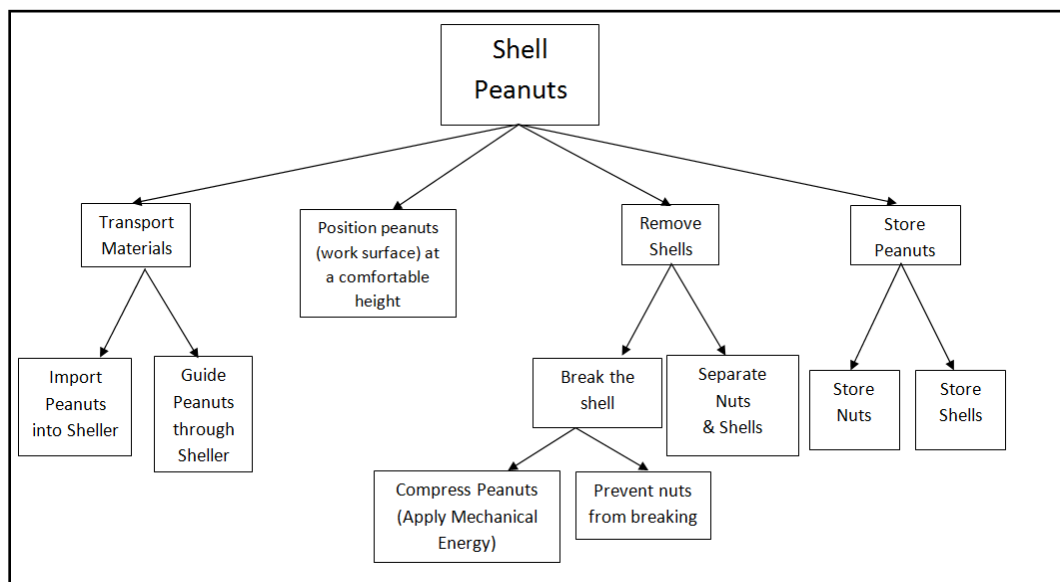 Shell
Peanuts
Transport
Materials
Position peanuts
(work surface) at
a comfortable
height
Remove
Shells
Store
Peanuts
Import
Peanuts
into Sheller
Guide
Peanuts
through
Sheller
Break the
shell
Separate
Nuts
& Shells
Store
Nuts
Store
Shells
Compress Peanuts
(Apply Mechanical
Energy)
Prevent nuts
from breaking